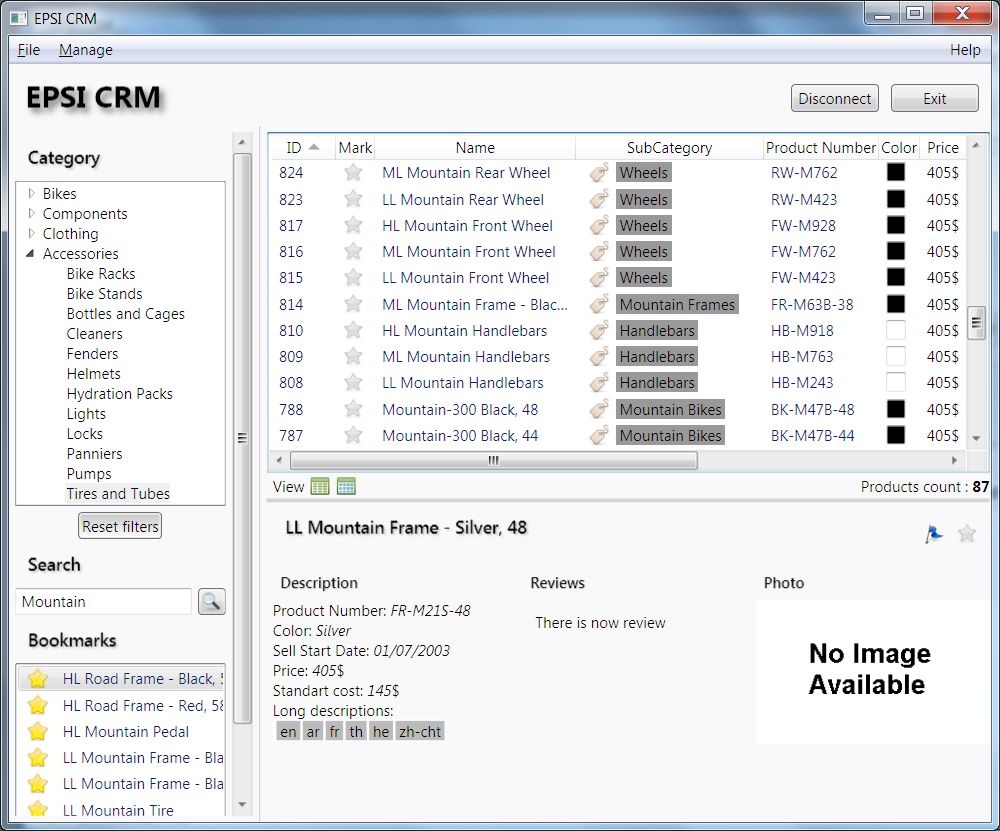 EPSI CRM
File Manage Help
EPSI CRM
Disconnect Exit
Category
Bikes
Components
Clothing
Accessories
Bike Racks
Bike Stands
Bottles and Cages
Cleaners
Fenders
Helmets
Hydration Packs
Lights
Locks
Panniers
Pumps
Tires and Tubes
Reset filters
Search
Mountain
Bookmarks
HL Road Frame - Black, 5
HL Road Frame - Red, 58
HL Mountain Pedal
LL Mountain Frame - Bla
LL Mountain Frame - Bla
LL Mountain Tire
ID Mark Name SubCategory Product Number Color Price
824 ML Mountain Rear Wheel Wheels RW-M762 405$
823 LL Mountain Rear Wheel Wheels RW-M423 405$
817 HL Mountain Front Wheel Wheels FW-M928 405$
816 ML Mountain Front Wheel Wheels FW-M762 405$
815 LL Mountain Front Wheel Wheels FW-M423 405$
814 ML Mountain Frame - Blac... Mountain Frames FR-M63B-38 405$
810 HL Mountain Handlebars Handlebars HB-M918 405$
809 ML Mountain Handlebars Handlebars HB-M763 405$
808 LL Mountain Handlebars Handlebars HB-M243 405$
788 Mountain-300 Black, 48 Mountain Bikes BK-M47B-48 405$
787 Mountain-300 Black, 44 Mountain Bikes BK-M47B-44 405$
View Products count : 87
LL Mountain Frame - Silver, 48
Description
Product Number: FR-M21S-48
Color: Silver
Sell Start Date: 01/07/2003
Price: 405$
Standart cost: 145$
Long descriptions:
en ar fr th he zh-cht
Reviews
There is now review
Photo
No Image
Available